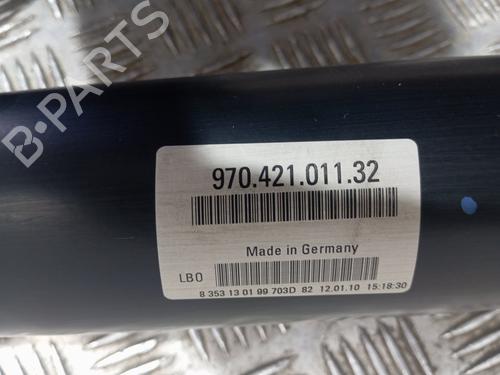 B-PARTS
970.421.011.32
Made in Germany
LB0
8 353 13 01 99 703D 82 12.01.10 15:18:30